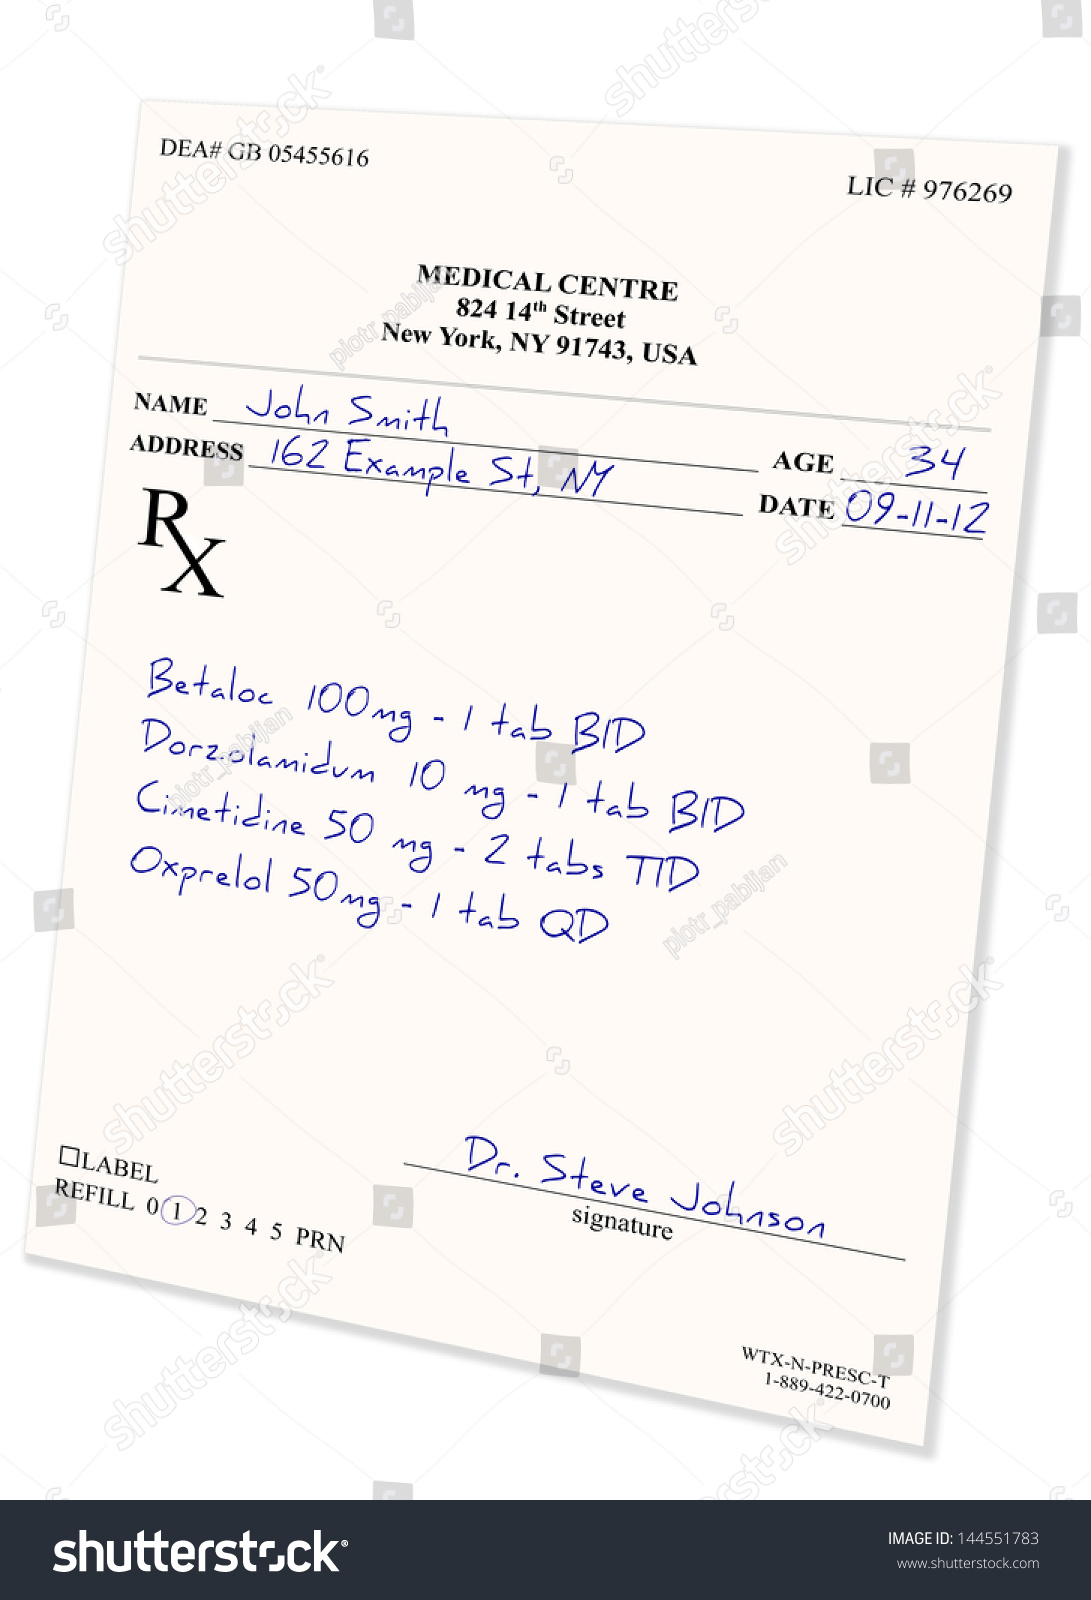 DEA# GB 05455616
LIC # 976269
MEDICAL CENTRE
824 14th Street
New York, NY 91743, USA
NAME John Smith
ADDRESS 162 Example St, NY
AGE 34
DATE 09-11-12
RX
Betaloc 100mg - 1 tab BID
Dorzolamidum 10 mg - 1 tab BID
Cimetidine 50 mg - 2 tabs TID
Oxprelol 50mg - 1 tab QD
LABEL
REFILL 0 1 2 3 4 5 PRN
Dr. Steve Johnson
signature
WTX-N-PRESC-T
1-889-422-0700
shutterstock
piotr_pabijan
shutterstock
IMAGE ID: 144551783
www.shutterstock.com